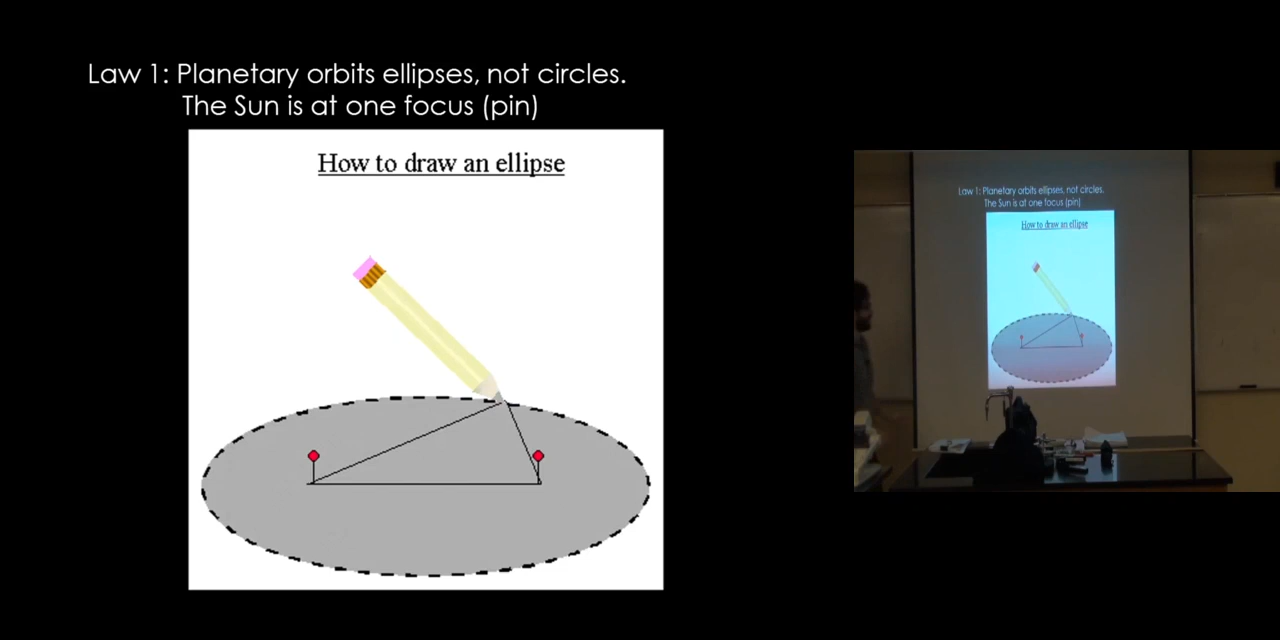 Law 1: Planetary orbits ellipses, not circles.
The Sun is at one focus (pin)
How to draw an ellipse
Law 1: Planetary orbits ellipses, not circles.
The Sun is at one focus (pin)
How to draw an ellipse